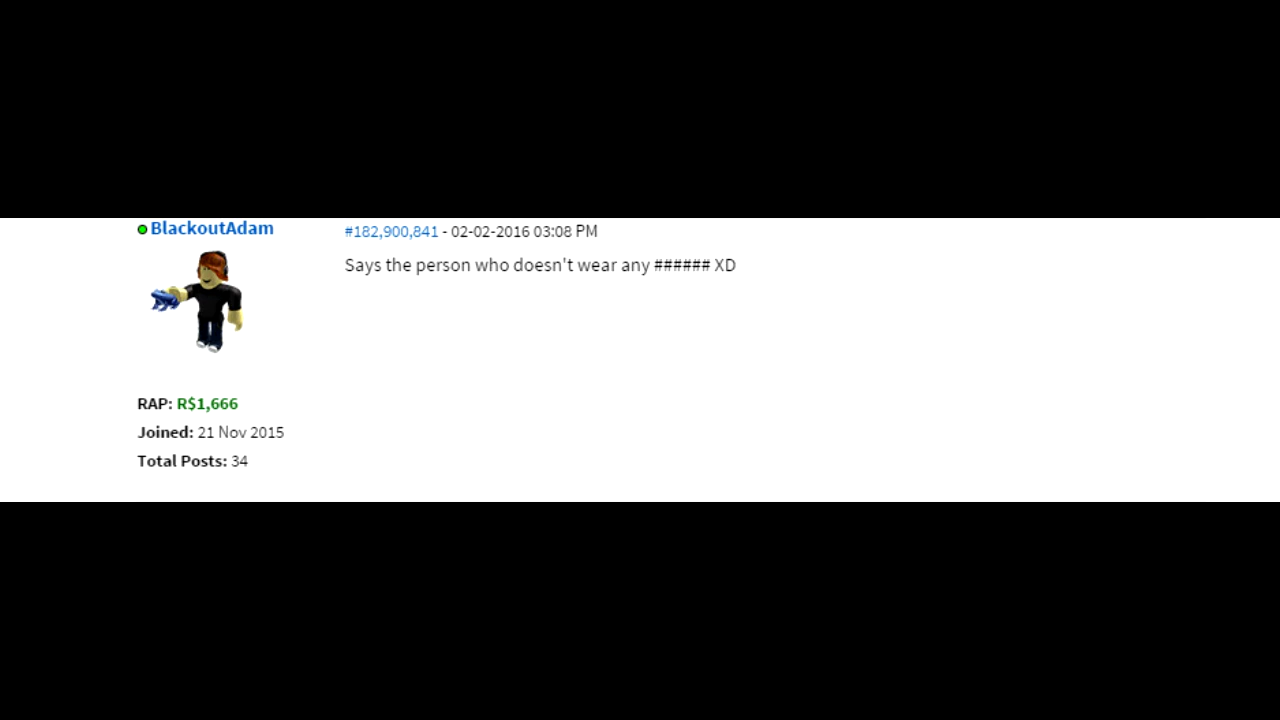 BlackoutAdam
#182,900,841 - 02-02-2016 03:08 PM
Says the person who doesn't wear any ###### XD
RAP: R$1,666
Joined: 21 Nov 2015
Total Posts: 34